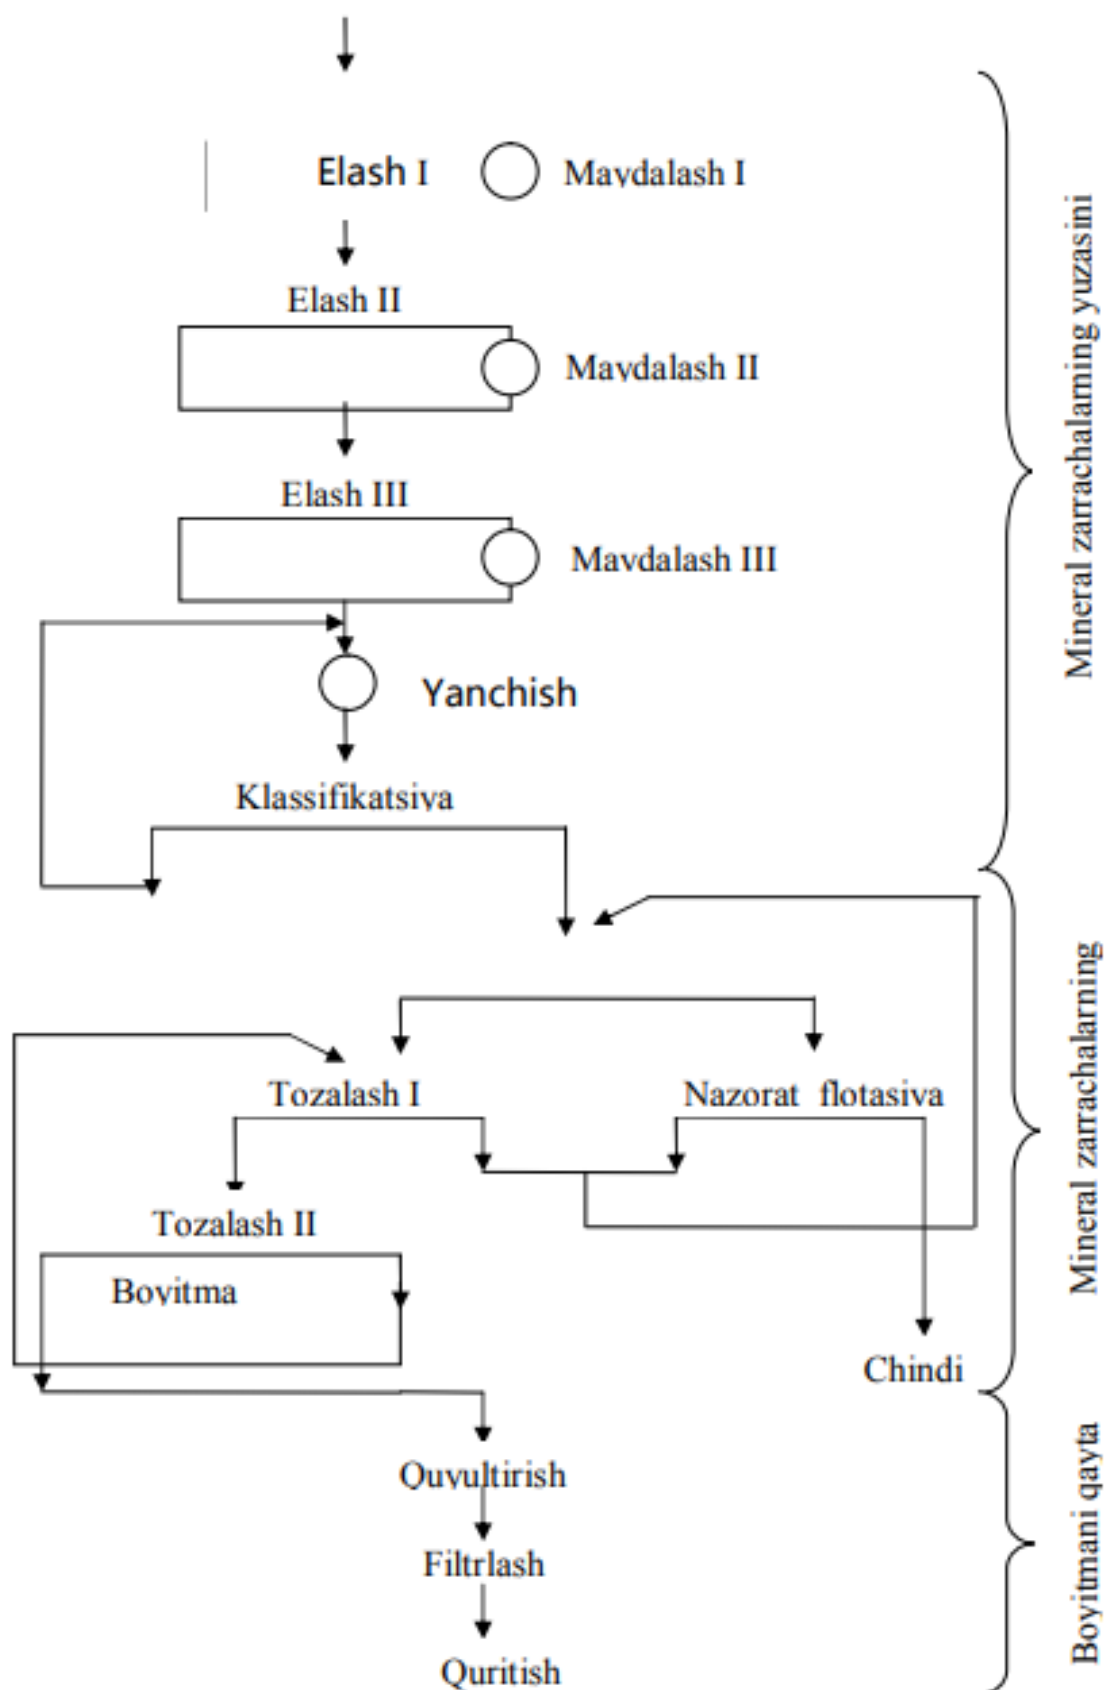 Elash I
Maydalash I
Elash II
Maydalash II
Elash III
Maydalash III
Yanchish
Klassifikatsiya
Tozalash I
Nazorat flotasiya
Tozalash II
Boyitma
Chindi
Quyultirish
Filtrlash
Quritish
Mineral zarrachalarning yuzasini
Mineral zarrachalarning
Boyitmani qayta